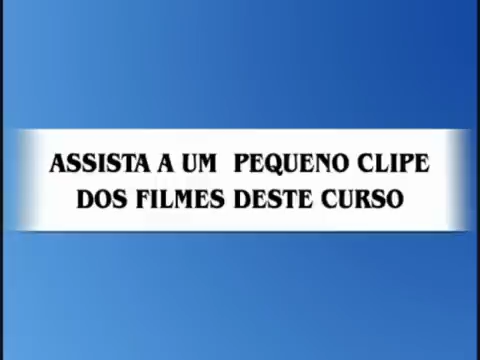 ASSISTA A UM  PEQUENO CLIPE
DOS FILMES DESTE CURSO